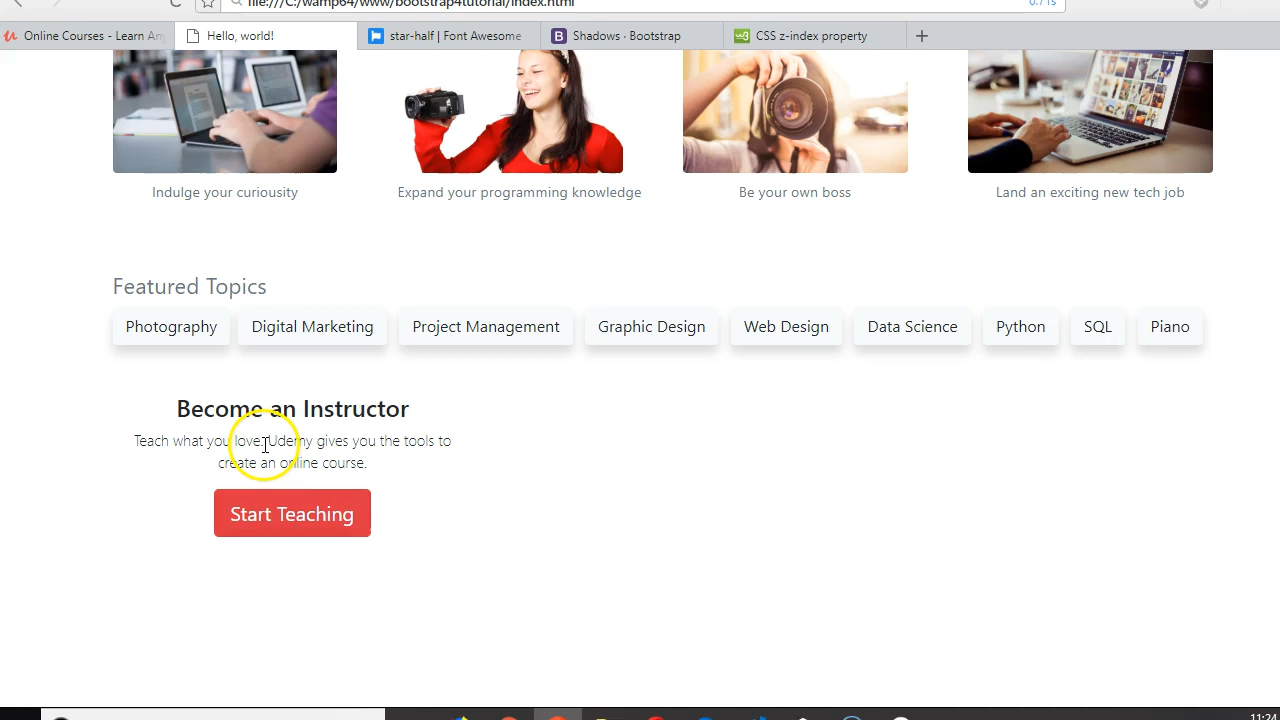 file:///C:/wamp64/www/bootstrap4tutorial/index.html
0.71s
Online Courses - Learn Any
Hello, world!
star-half | Font Awesome
Shadows · Bootstrap
CSS z-index property
Indulge your curiousity
Expand your programming knowledge
Be your own boss
Land an exciting new tech job
Featured Topics
Photography
Digital Marketing
Project Management
Graphic Design
Web Design
Data Science
Python
SQL
Piano
Become an Instructor
Teach what you love. Udemy gives you the tools to
create an online course.
Start Teaching
11:24